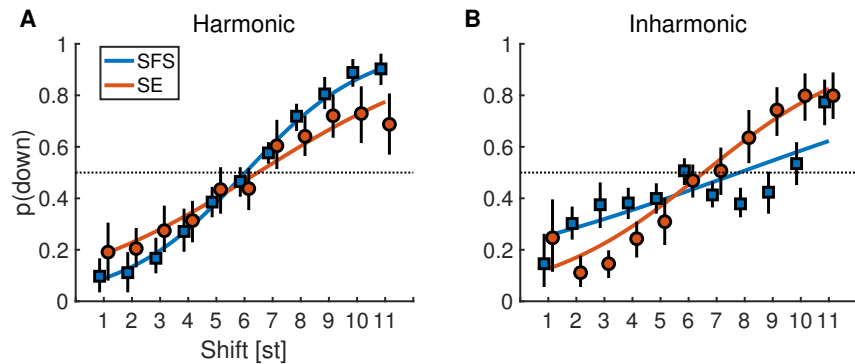 A
Harmonic
SFS
SE
p(down)
1
0.8
0.6
0.4
0.2
0
1 2 3 4 5 6 7 8 9 10 11
Shift [st]
B
Inharmonic
1
0.8
0.6
0.4
0.2
0
1 2 3 4 5 6 7 8 9 10 11